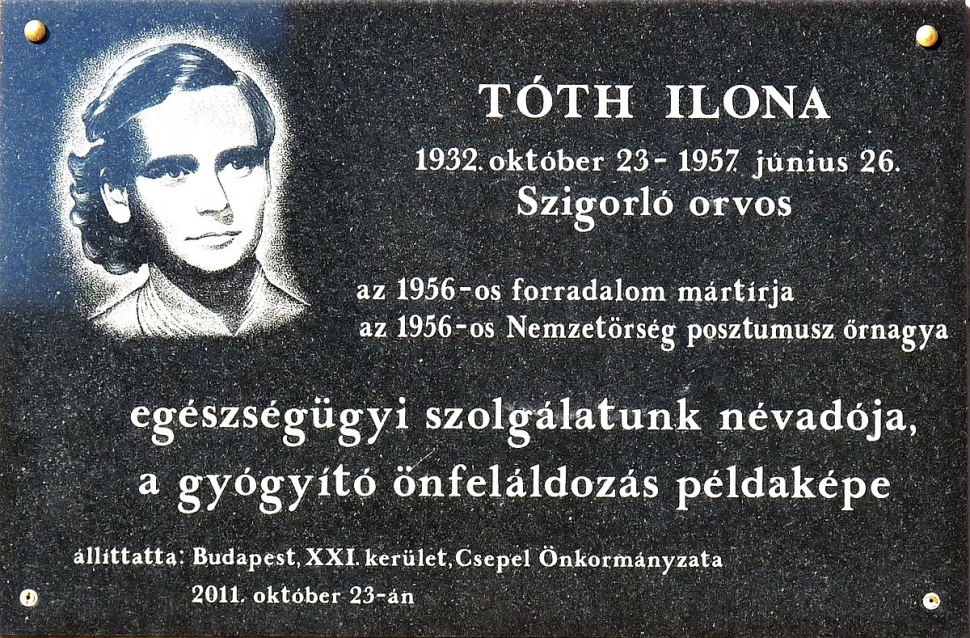 TÓTH ILONA
1932. október 23 - 1957. június 26.
Szigorló orvos
az 1956-os forradalom mártírja
az 1956-os Nemzetörség posztumusz őrnagya
egészségügyi szolgálatunk névadója,
a gyógyító önfeláldozás példaképe
állíttatta: Budapest, XXI. kerület, Csepel Önkormányzata
2011. október 23-án